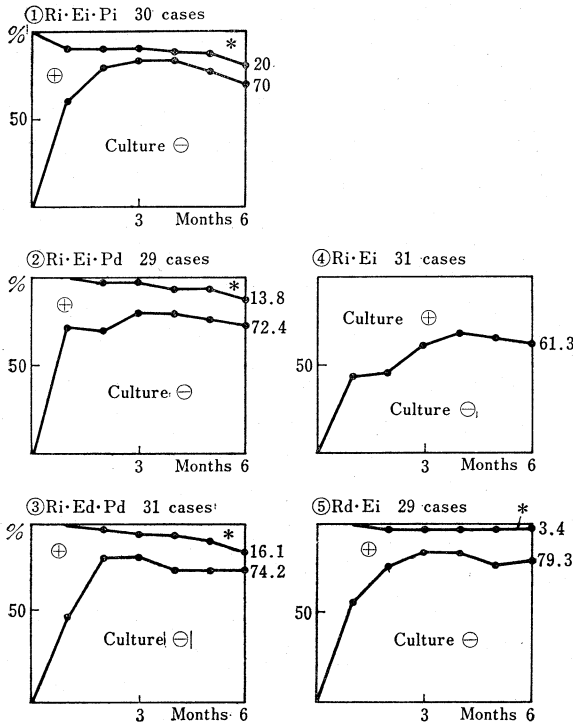 ①Ri·Ei·Pi 30 cases
%
*
20
⊕
70
50
Culture ⊖
3 Months 6
②Ri·Ei·Pd 29 cases
%
*
13.8
⊕
72.4
50
Culture ⊖
3 Months 6
④Ri·Ei 31 cases
Culture ⊕
61.3
50
Culture ⊖
3 Months 6
③Ri·Ed·Pd 31 cases
%
*
16.1
⊕
74.2
50
Culture ⊖
3 Months 6
⑤Rd·Ei 29 cases
*
3.4
⊕
79.3
50
Culture ⊖
3 Months 6